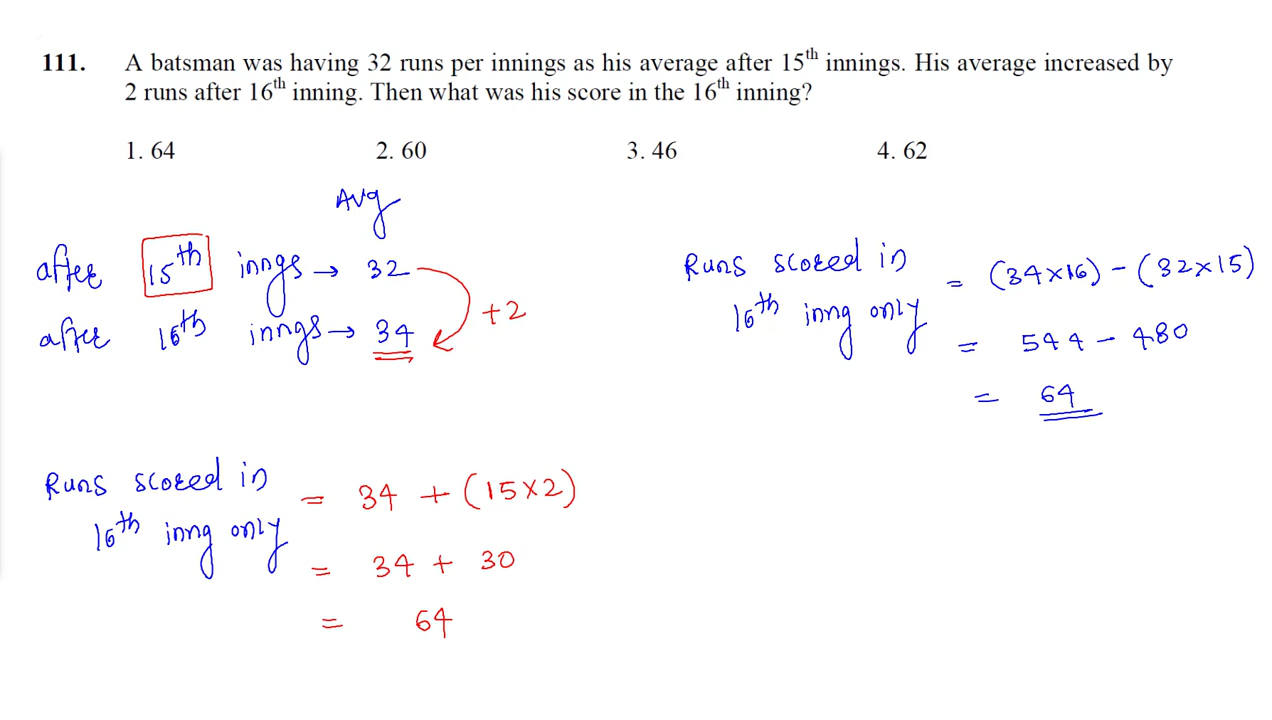 111. A batsman was having 32 runs per innings as his average after 15th innings. His average increased by
2 runs after 16th inning. Then what was his score in the 16th inning?
1. 64 2. 60 3. 46 4. 62
Avg
after 15th inngs → 32
after 16th inngs → 34
+2
Runs scored in
16th inng only
= (34×16) - (32×15)
= 544 - 480
= 64
Runs scored in
16th inng only
= 34 + (15×2)
= 34 + 30
= 64